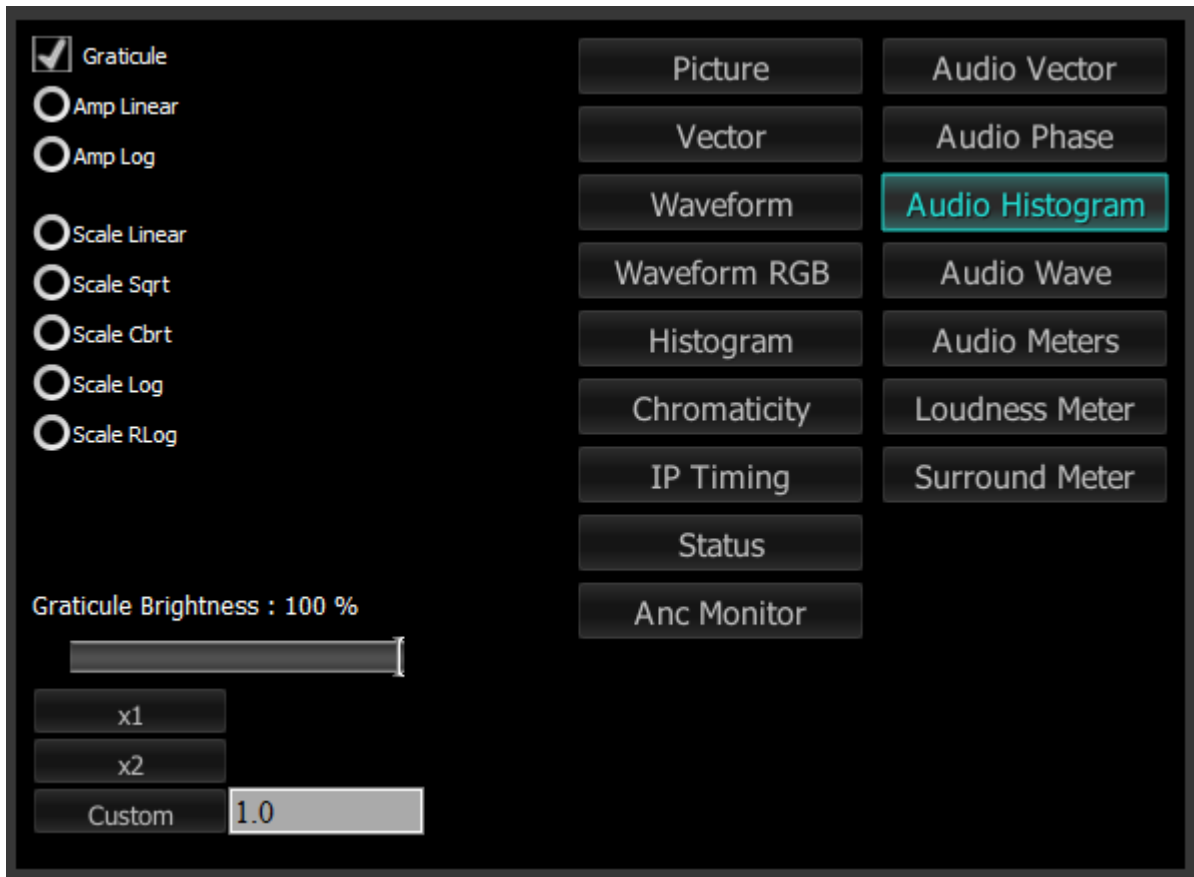 Graticule
Amp Linear
Amp Log
Scale Linear
Scale Sqrt
Scale Cbrt
Scale Log
Scale RLog
Graticule Brightness : 100 %
x1
x2
Custom
1.0
Picture
Vector
Waveform
Waveform RGB
Histogram
Chromaticity
IP Timing
Status
Anc Monitor
Audio Vector
Audio Phase
Audio Histogram
Audio Wave
Audio Meters
Loudness Meter
Surround Meter